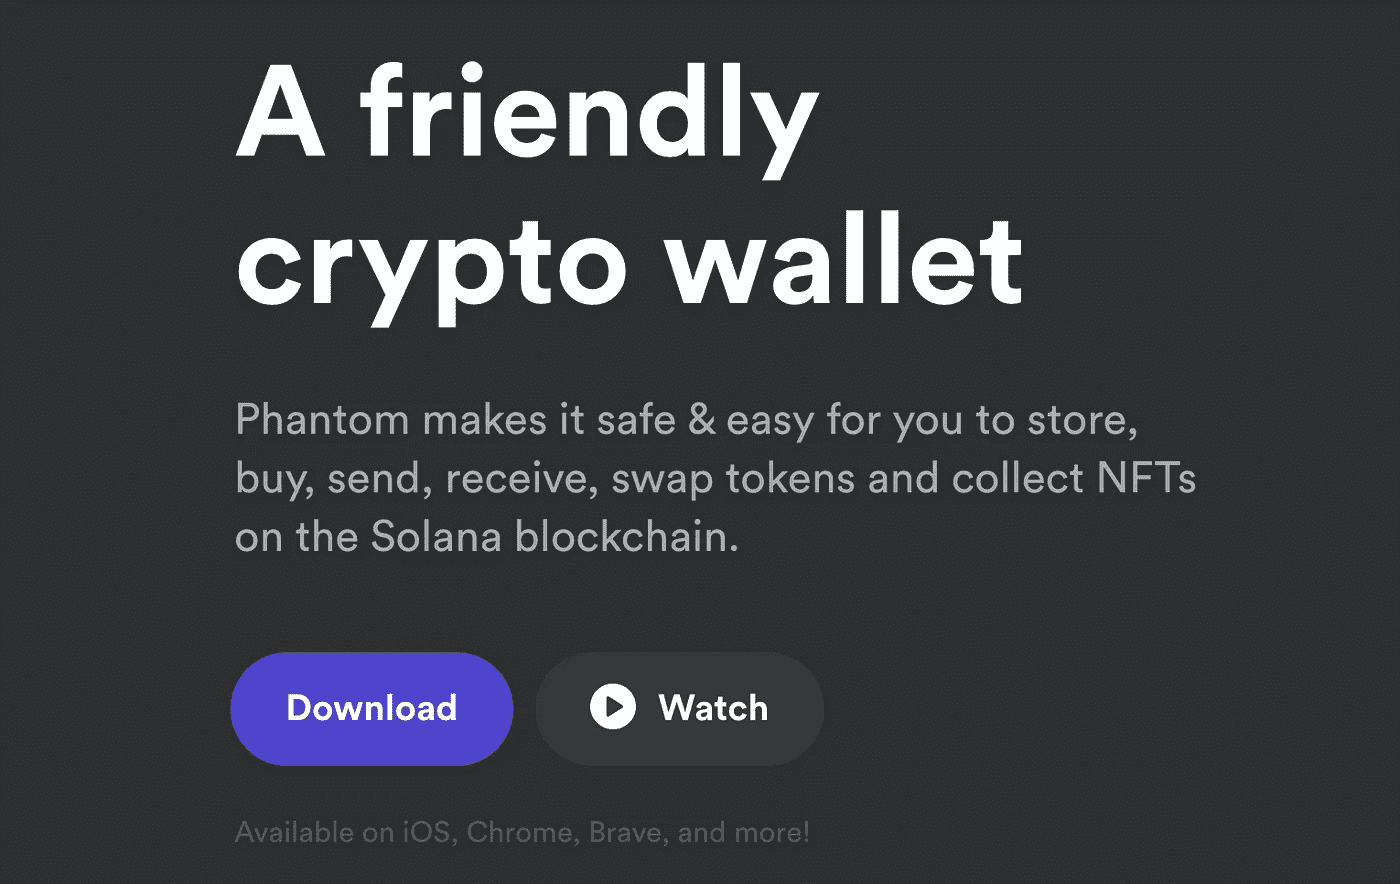 A friendly
crypto wallet
Phantom makes it safe & easy for you to store,
buy, send, receive, swap tokens and collect NFTs
on the Solana blockchain.
Download
Watch
Available on iOS, Chrome, Brave, and more!